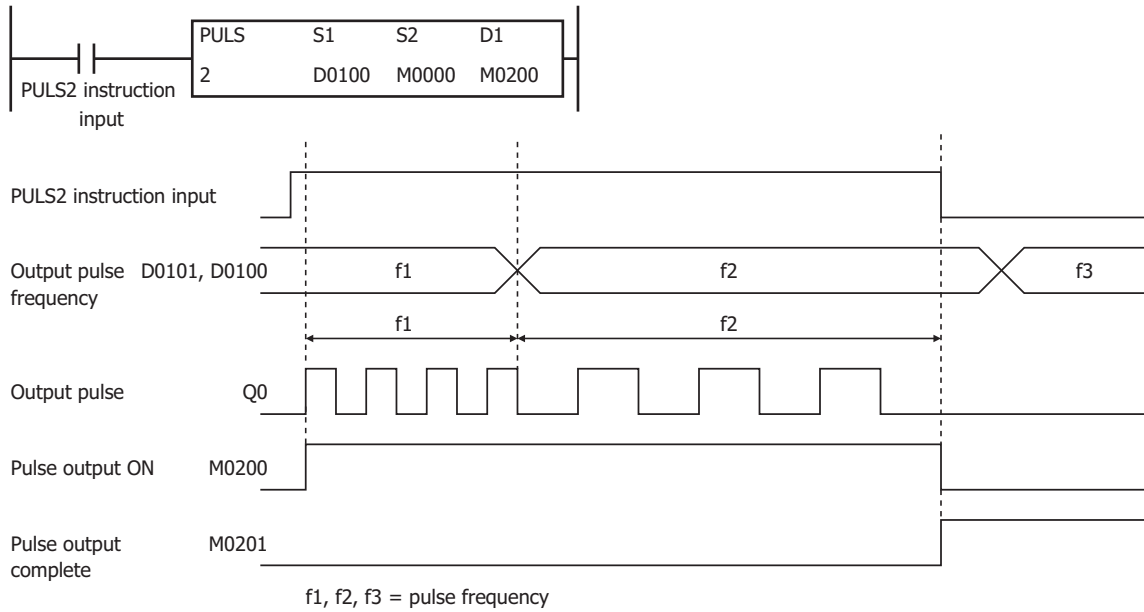 PULS S1 S2 D1
2 D0100 M0000 M0200
PULS2 instruction
input
PULS2 instruction input
Output pulse D0101, D0100
frequency
f1 f2 f3
f1 f2
Output pulse Q0
Pulse output ON M0200
Pulse output M0201
complete
f1, f2, f3 = pulse frequency